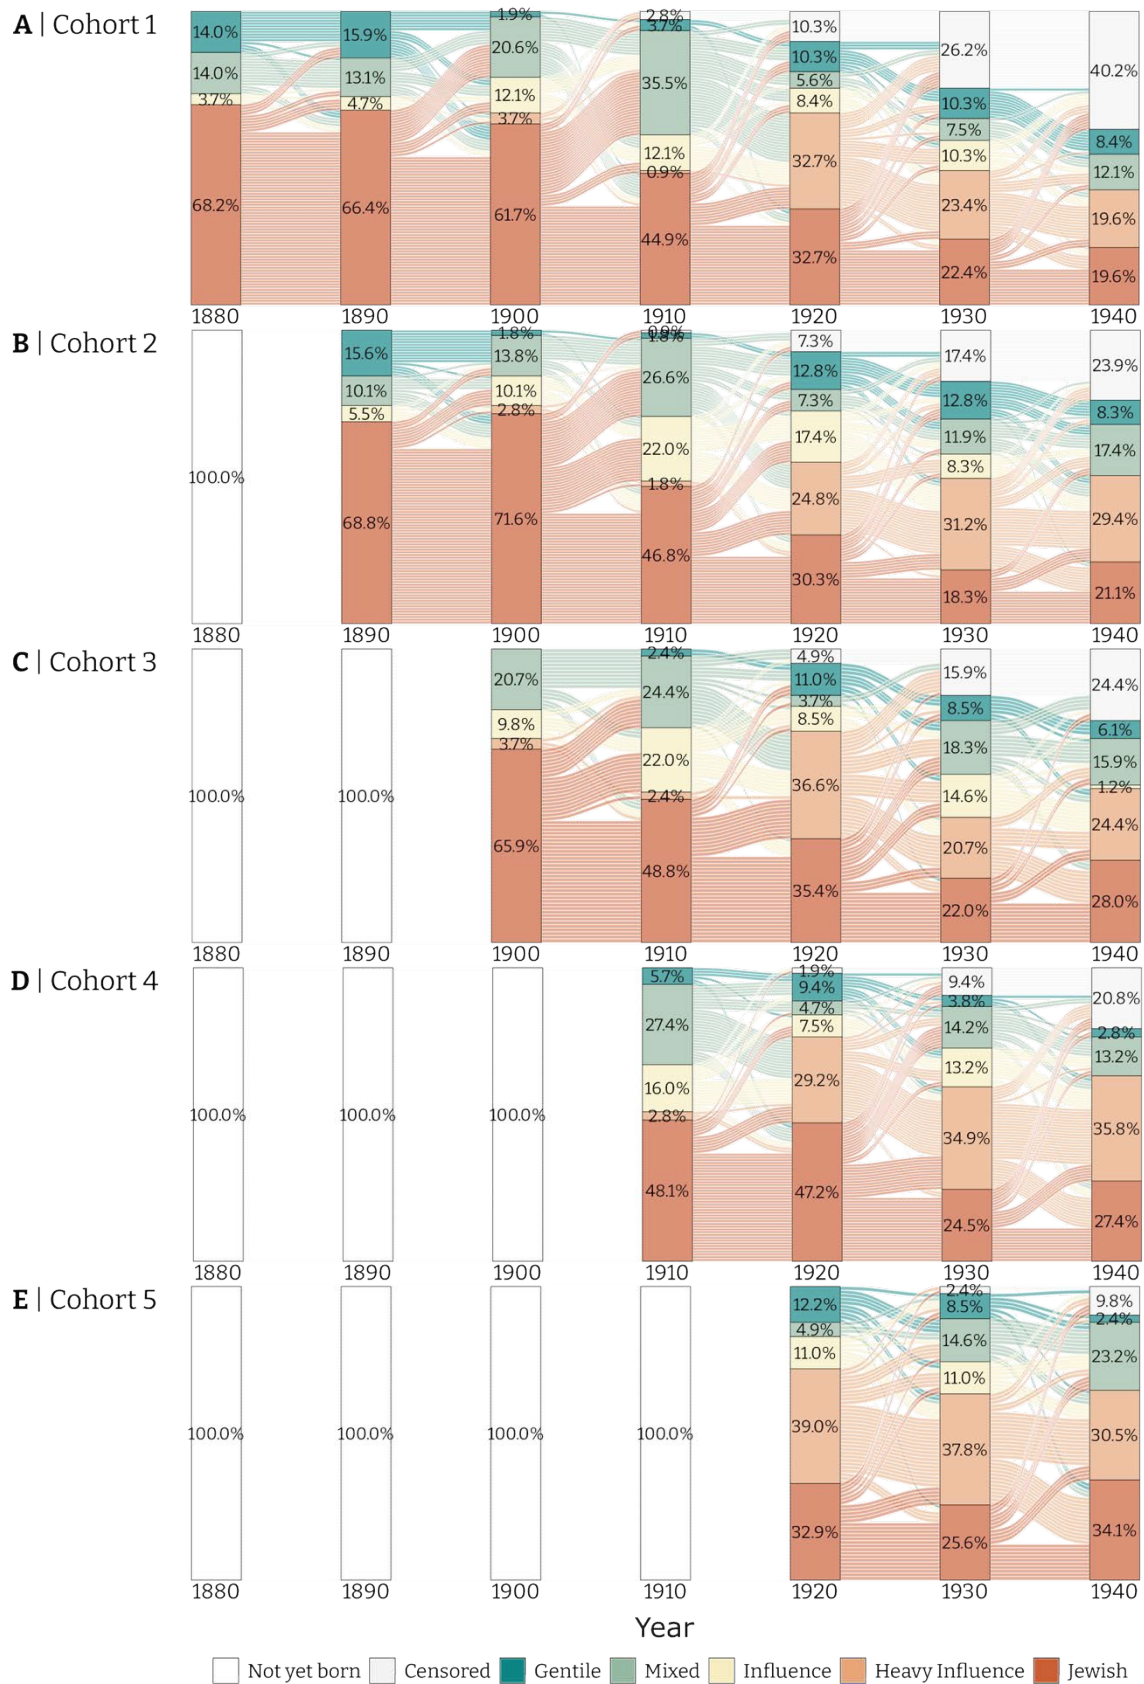 A | Cohort 1
14.0% 15.9% 1.9% 2.8% 10.3% 26.2% 40.2%
14.0% 13.1% 20.6% 3.7% 10.3% 10.3% 8.4%
3.7% 4.7% 12.1% 35.5% 5.6% 7.5% 12.1%
68.2% 66.4% 3.7% 12.1% 8.4% 10.3% 19.6%
61.7% 0.9% 32.7% 23.4% 19.6%
44.9% 32.7% 22.4%
1880 1890 1900 1910 1920 1930 1940
B | Cohort 2
100.0% 15.6% 1.8% 1.8% 7.3% 17.4% 23.9%
10.1% 13.8% 26.6% 12.8% 12.8% 8.3%
5.5% 10.1% 22.0% 7.3% 11.9% 17.4%
68.8% 2.8% 1.8% 17.4% 8.3% 29.4%
71.6% 46.8% 24.8% 31.2% 21.1%
30.3% 18.3%
1880 1890 1900 1910 1920 1930 1940
C | Cohort 3
100.0% 100.0% 20.7% 2.4% 4.9% 15.9% 24.4%
9.8% 24.4% 11.0% 8.5% 6.1%
3.7% 22.0% 3.7% 18.3% 15.9%
65.9% 2.4% 8.5% 14.6% 1.2%
48.8% 36.6% 20.7% 24.4%
35.4% 22.0% 28.0%
1880 1890 1900 1910 1920 1930 1940
D | Cohort 4
100.0% 100.0% 100.0% 5.7% 1.9% 9.4% 20.8%
27.4% 9.4% 3.8% 2.8%
16.0% 4.7% 14.2% 13.2%
2.8% 7.5% 13.2% 35.8%
48.1% 29.2% 34.9% 27.4%
47.2% 24.5%
1880 1890 1900 1910 1920 1930 1940
E | Cohort 5
100.0% 100.0% 100.0% 100.0% 12.2% 2.4% 9.8%
4.9% 8.5% 2.4%
11.0% 14.6% 23.2%
39.0% 11.0% 30.5%
32.9% 37.8% 34.1%
25.6%
1880 1890 1900 1910 1920 1930 1940
Year
Not yet born Censored Gentile Mixed Influence Heavy Influence Jewish